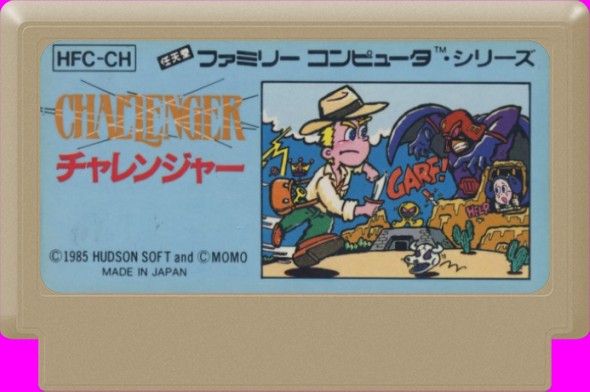 HFC-CH
任天堂 ファミリー コンピュータ™・シリーズ
CHALLENGER
チャレンジャー
GARF!
HELP
©1985 HUDSON SOFT and ©MOMO
MADE IN JAPAN